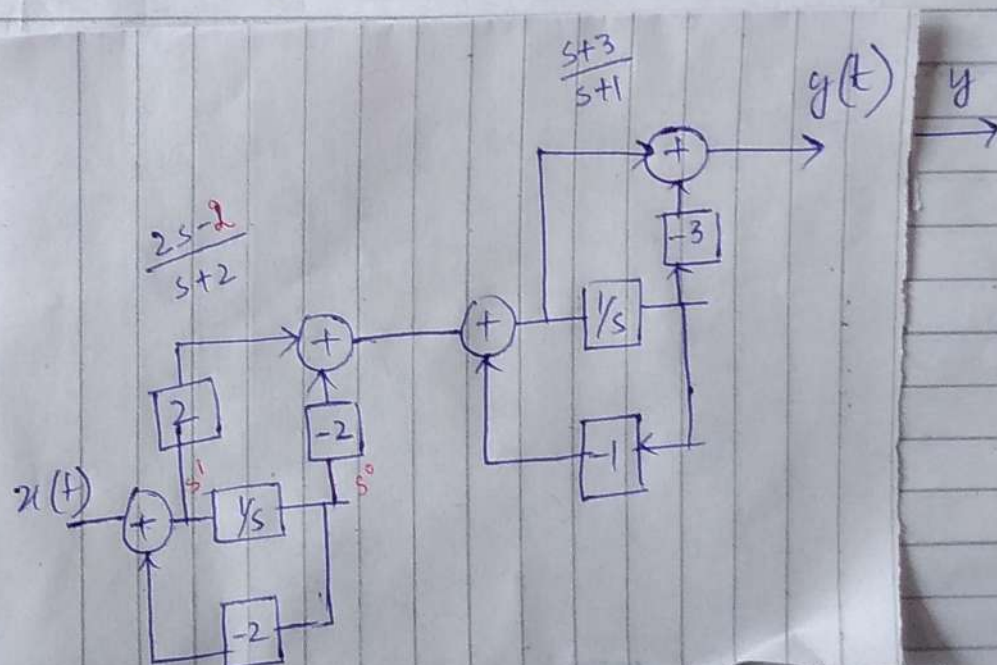 s+3
s+1
y(t)
y
+
-3
2s-2
s+2
+
+
1/s
2
-2
-1
x(t)
s¹
s⁰
+
1/s
-2